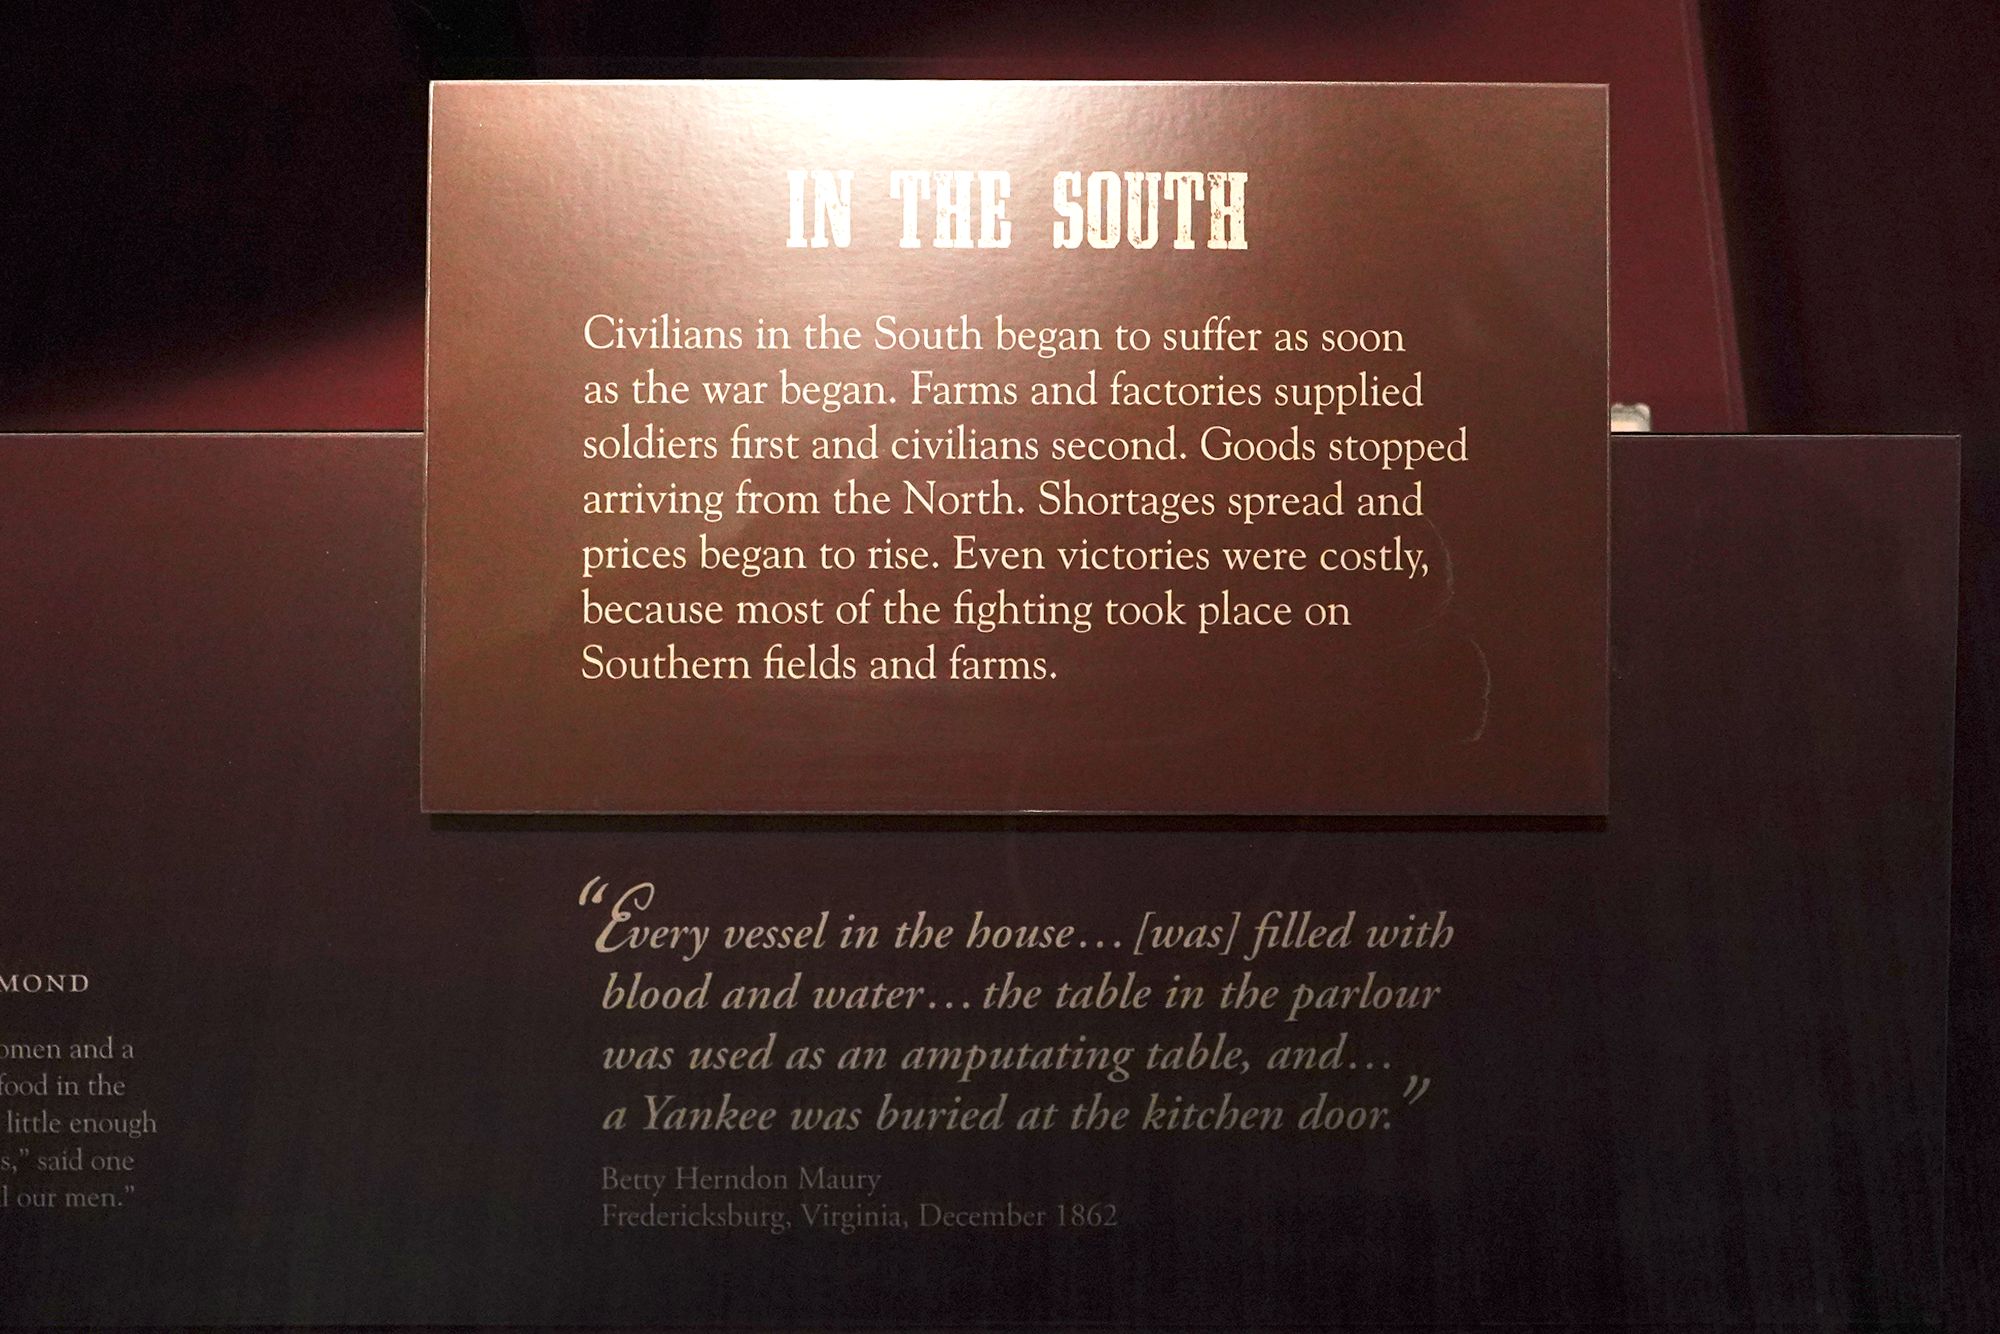 IN THE SOUTH
Civilians in the South began to suffer as soon
as the war began. Farms and factories supplied
soldiers first and civilians second. Goods stopped
arriving from the North. Shortages spread and
prices began to rise. Even victories were costly,
because most of the fighting took place on
Southern fields and farms.
“Every vessel in the house... [was] filled with
blood and water... the table in the parlour
was used as an amputating table, and...
a Yankee was buried at the kitchen door.”
Betty Herndon Maury
Fredericksburg, Virginia, December 1862
MOND
omen and a
food in the
little enough
s,” said one
l our men.”